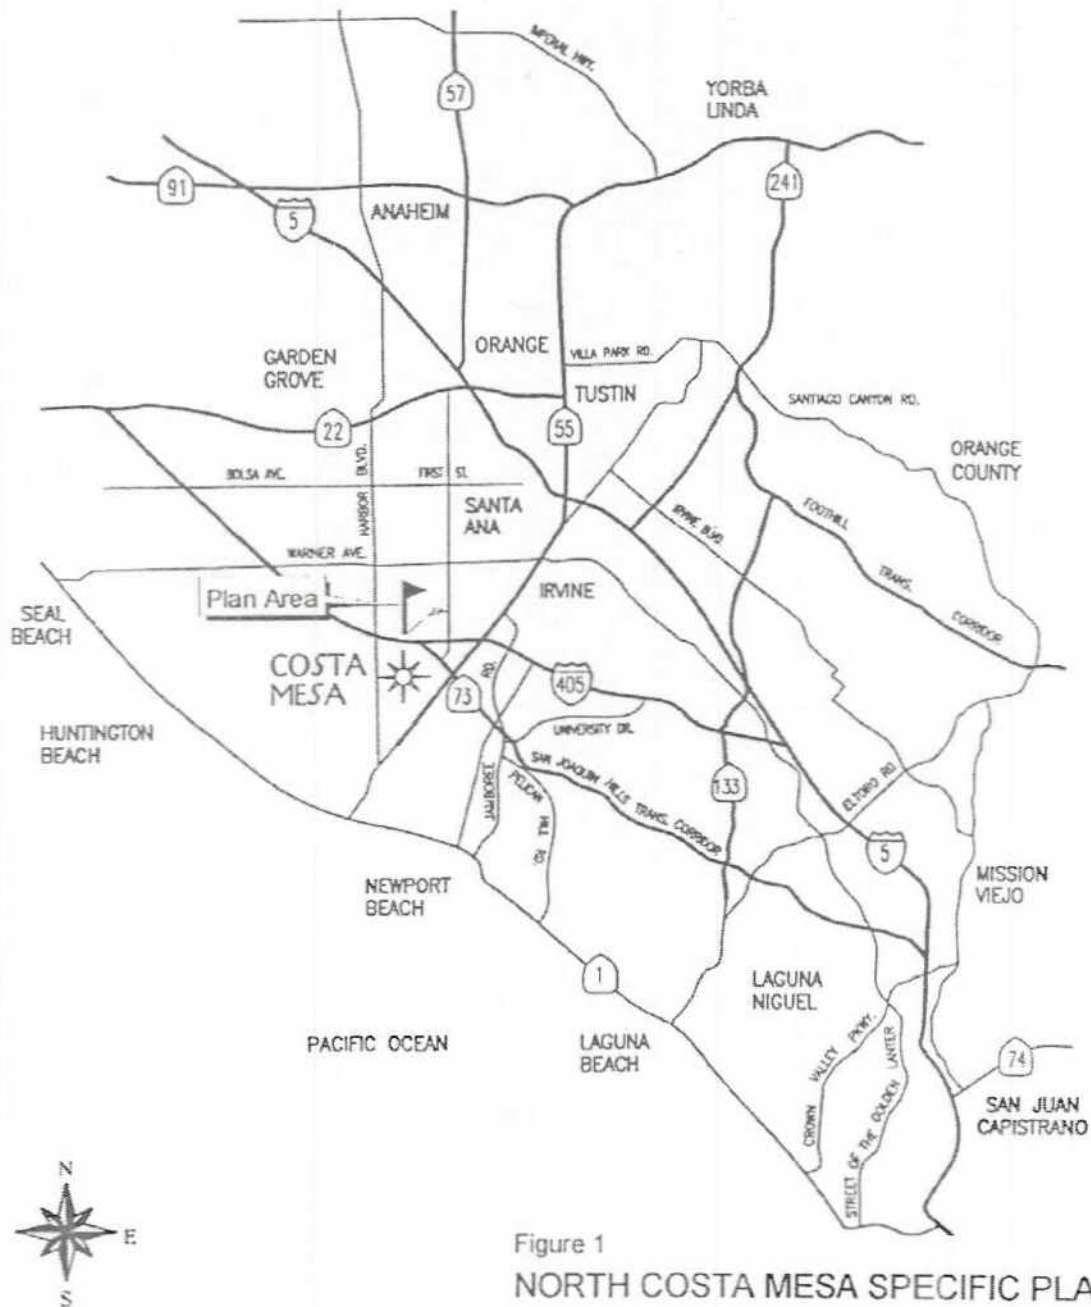 IMPERIAL HWY.
57
YORBA
LINDA
91
5
241
ANAHEIM
ORANGE
GARDEN
GROVE
VILLA PARK RD.
TUSTIN
SANTIAGO CANYON RD.
22
55
ORANGE
COUNTY
HARBOR BLVD.
BOLSA AVE.
FIRST ST.
SANTA
ANA
IRVINE BLVD.
FOOTHILL TRANS. CORRIDOR
WARNER AVE.
IRVINE
Plan Area
SEAL
BEACH
COSTA
MESA
73
RD.
405
UNIVERSITY DR.
HUNTINGTON
BEACH
JAMBOREE
PELICAN HILL RD.
SAN JOAQUIN HILLS TRANS. CORRIDOR
133
ELTORO RD
5
MISSION
VIEJO
NEWPORT
BEACH
1
LAGUNA
NIGUEL
PACIFIC OCEAN
LAGUNA
BEACH
CROWN VALLEY PKWY.
STREET OF THE GOLDEN LANTER
74
SAN JUAN
CAPISTRANO
N
E
S
Figure 1
NORTH COSTA MESA SPECIFIC PLA